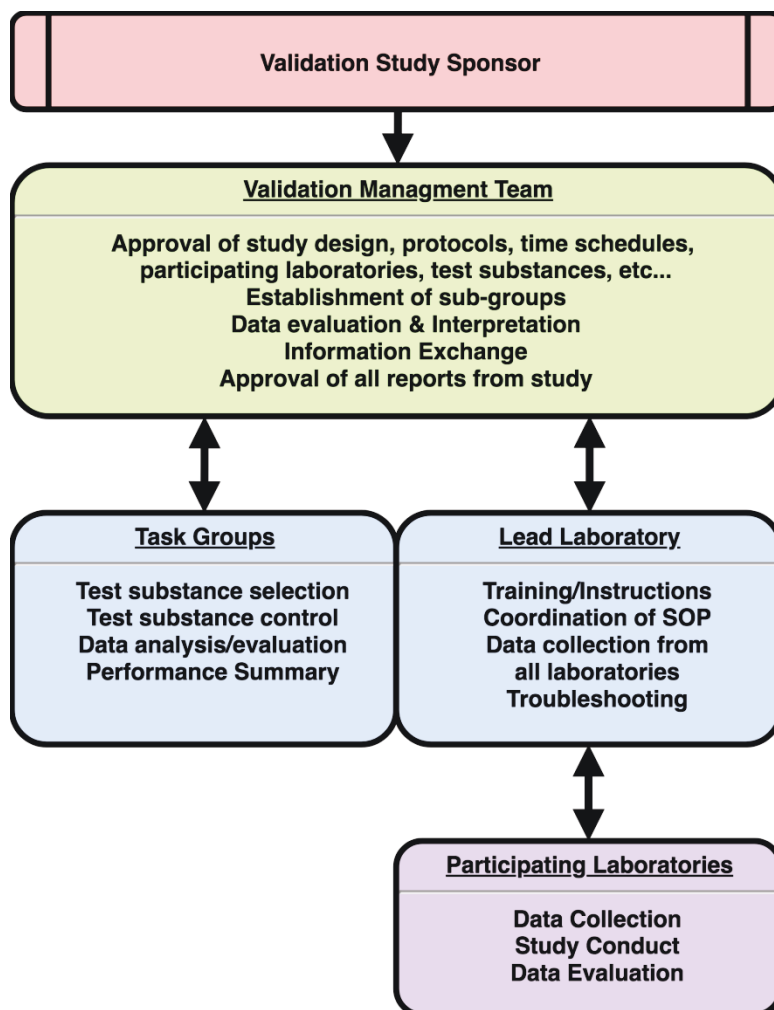 Validation Study Sponsor
Validation Managment Team
Approval of study design, protocols, time schedules,
participating laboratories, test substances, etc...
Establishment of sub-groups
Data evaluation & Interpretation
Information Exchange
Approval of all reports from study
Task Groups
Test substance selection
Test substance control
Data analysis/evaluation
Performance Summary
Lead Laboratory
Training/Instructions
Coordination of SOP
Data collection from
all laboratories
Troubleshooting
Participating Laboratories
Data Collection
Study Conduct
Data Evaluation